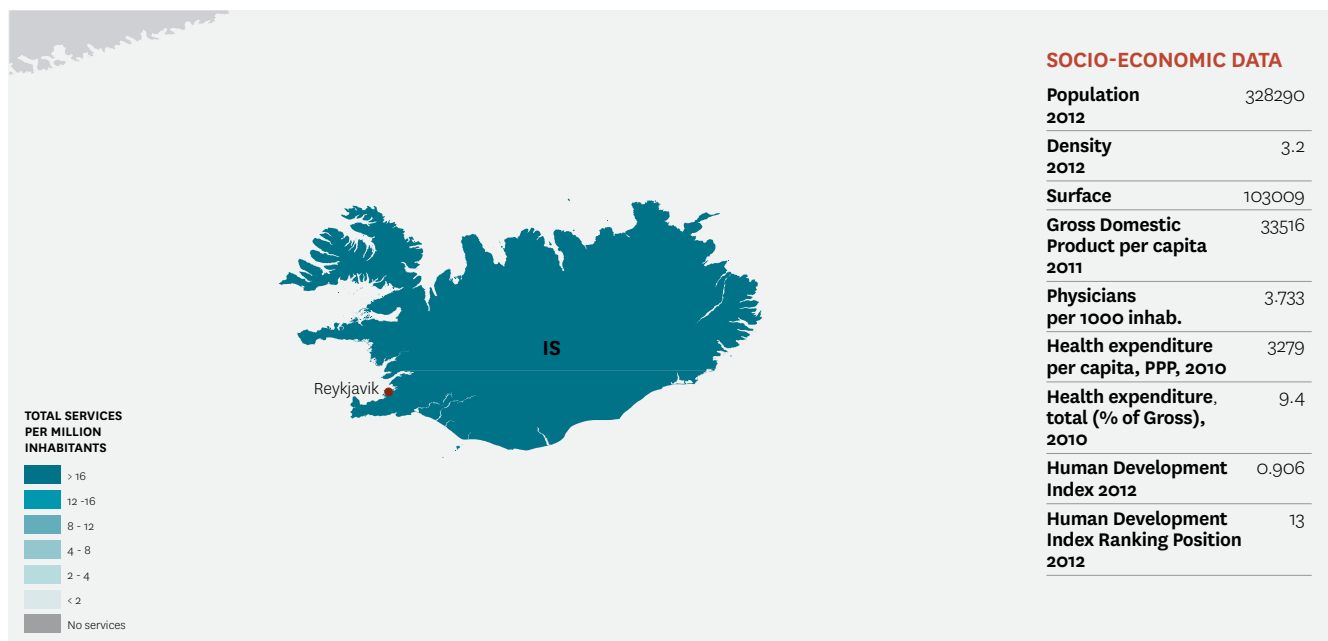 SOCIO-ECONOMIC DATA
Population 328290
2012
Density 3.2
2012
Surface 103009
Gross Domestic 33516
Product per capita
2011
Physicians 3.733
per 1000 inhab.
Health expenditure 3279
per capita, PPP, 2010
Health expenditure, 9.4
total (% of Gross),
2010
Human Development 0.906
Index 2012
Human Development 13
Index Ranking Position
2012
IS
Reykjavik
TOTAL SERVICES
PER MILLION
INHABITANTS
> 16
12 -16
8 - 12
4 - 8
2 - 4
< 2
No services